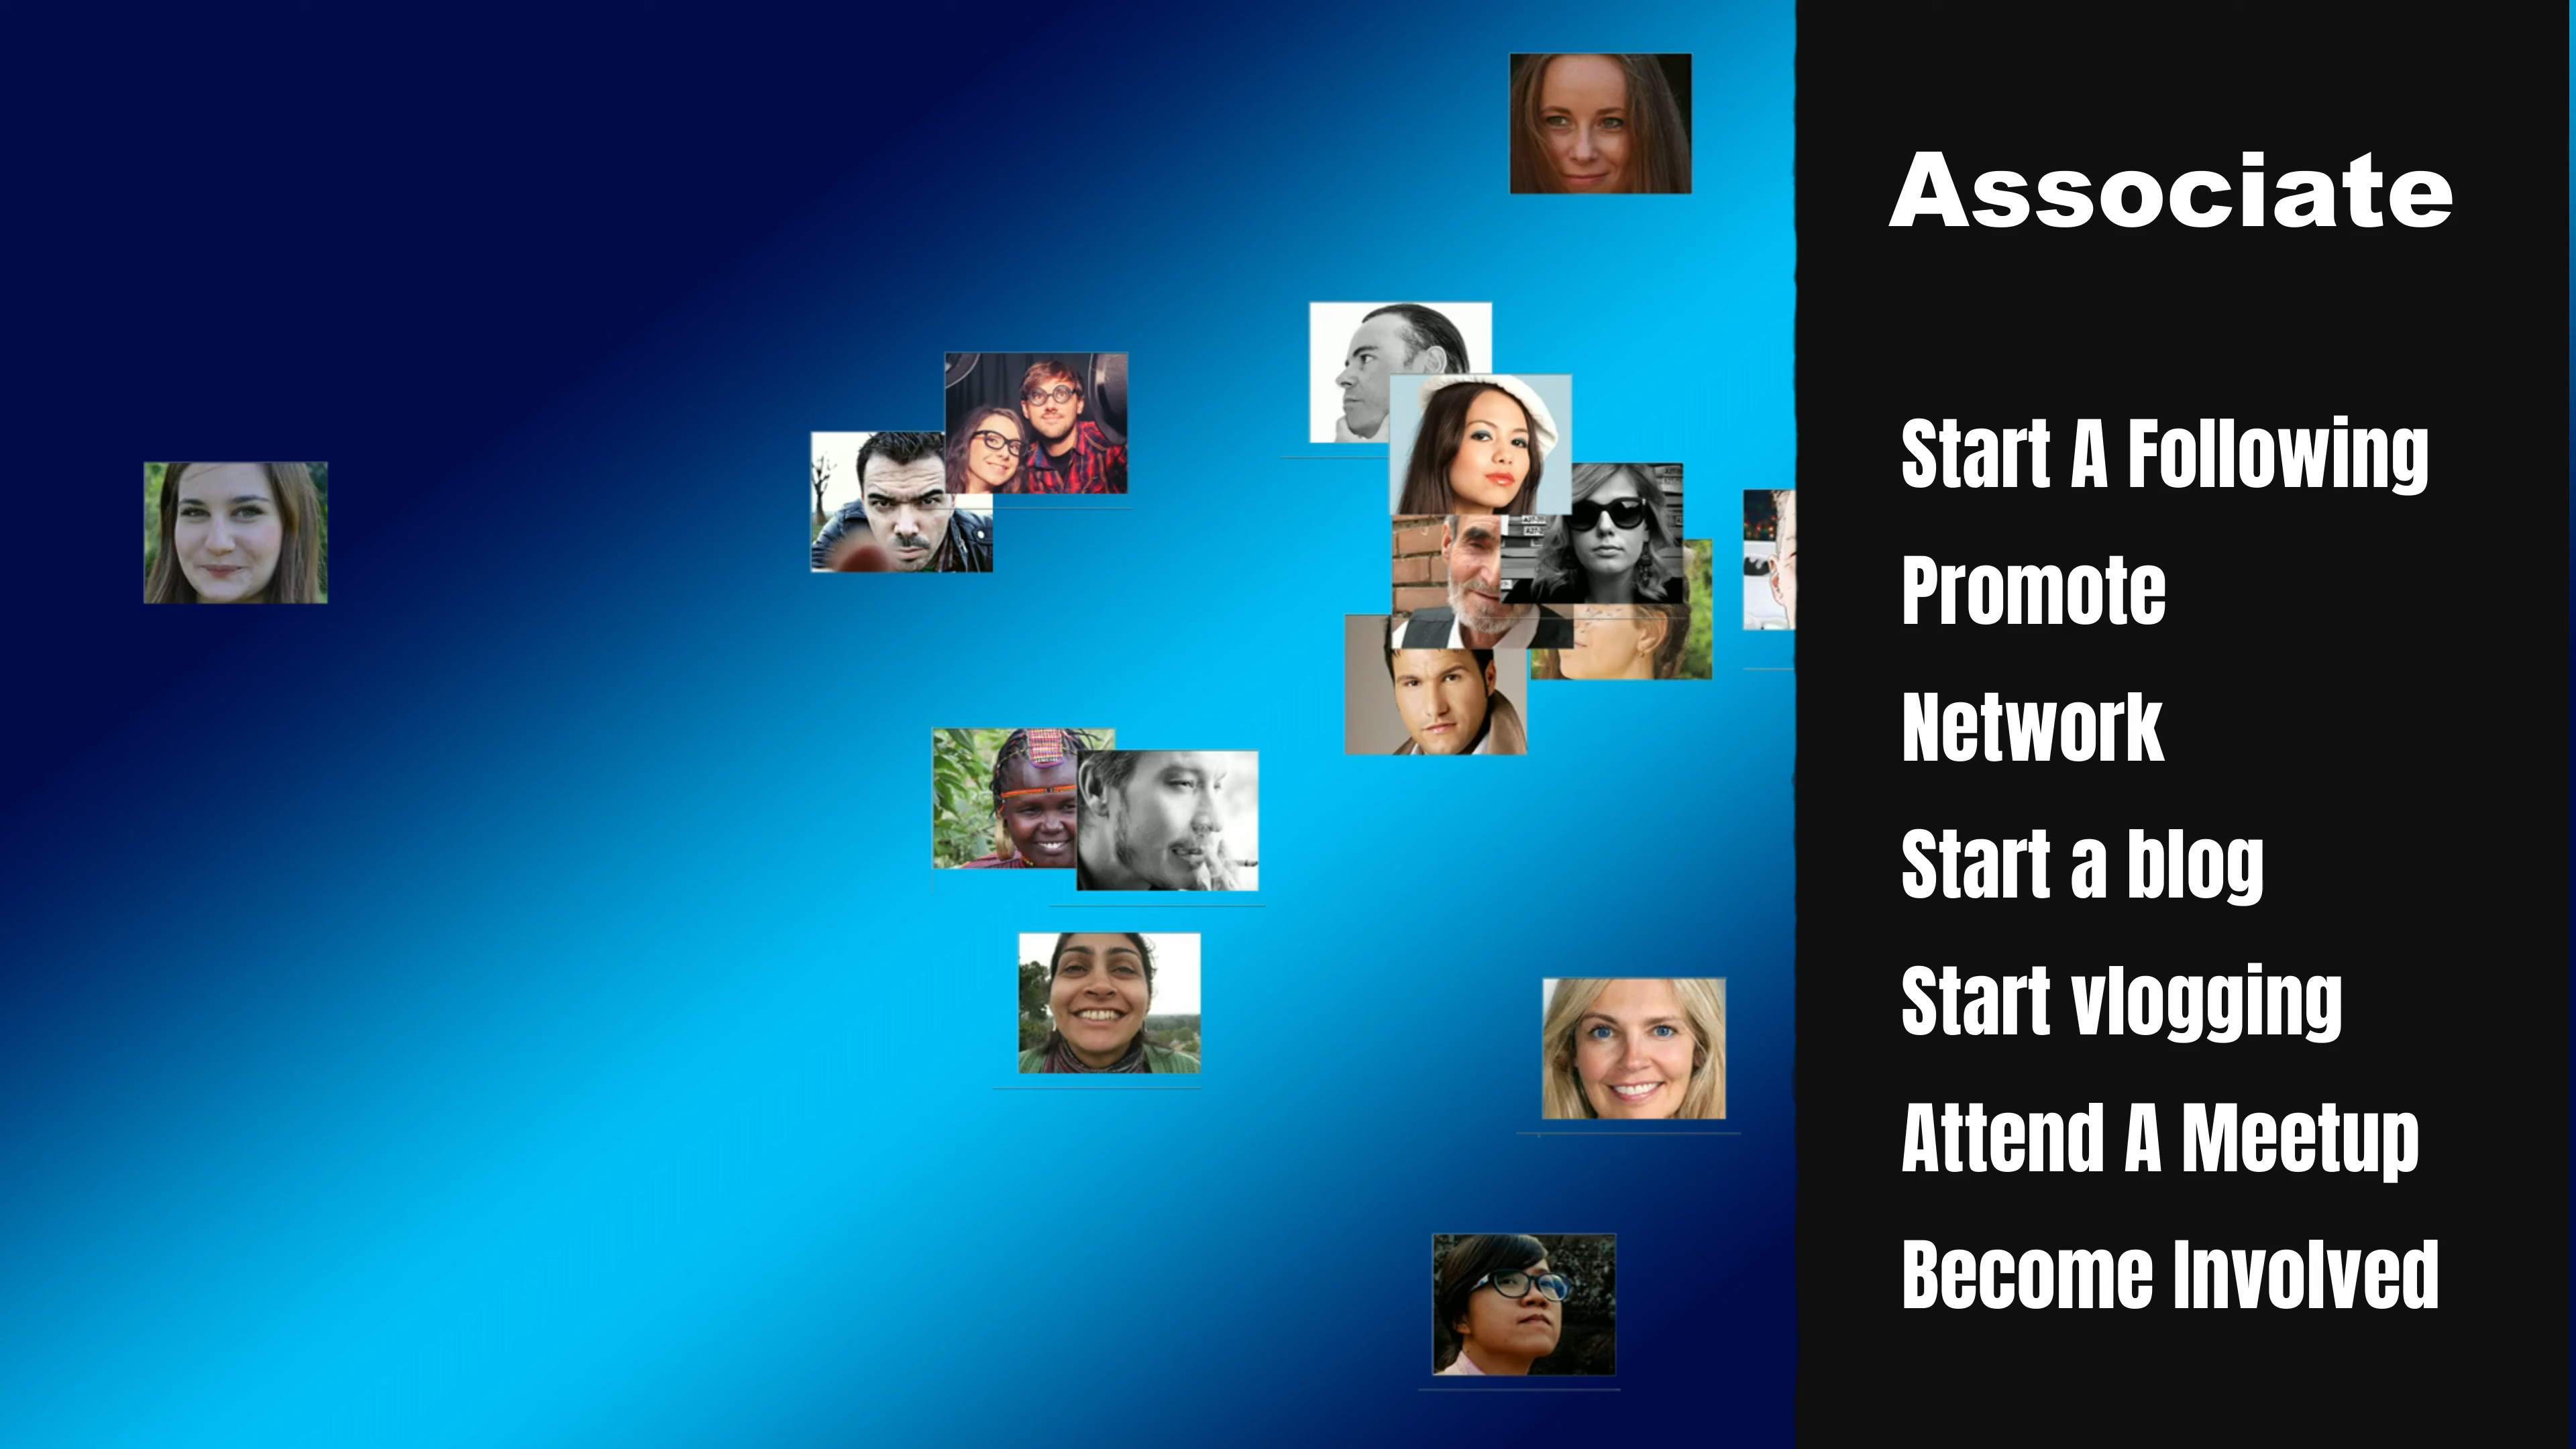 Associate
Start A Following
Promote
Network
Start a blog
Start vlogging
Attend A Meetup
Become Involved